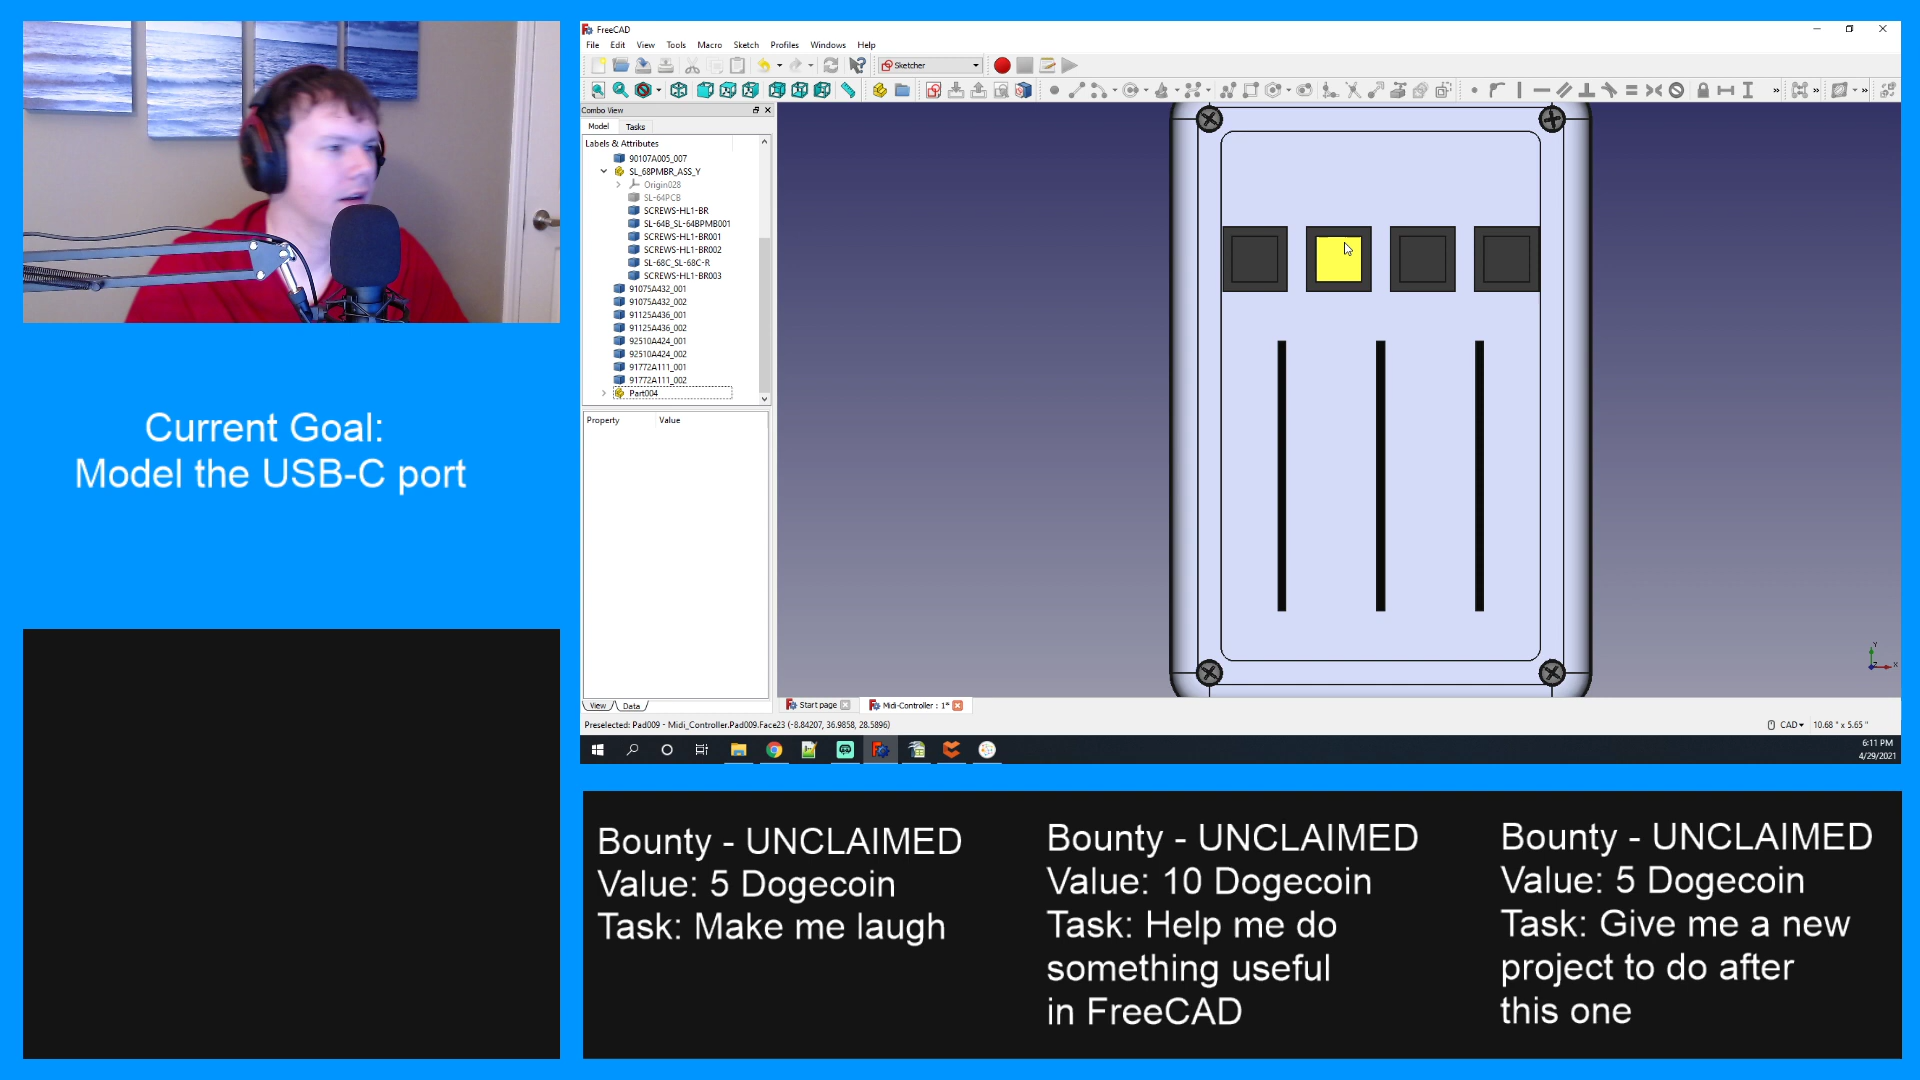 FreeCAD
File Edit View Tools Macro Sketch Profiles Windows Help
Sketcher
Combo View
Model Tasks
Labels & Attributes
90107A005_007
SL_68PMBR_ASS_Y
Origin028
SL-64PCB
SCREWS-HL1-BR
SL-64B_SL-64BPMB001
SCREWS-HL1-BR001
SCREWS-HL1-BR002
SL-68C_SL-68C-R
SCREWS-HL1-BR003
91075A432_001
91075A432_002
91125A436_001
91125A436_002
92510A424_001
92510A424_002
91772A111_001
91772A111_002
Part004
Property Value
View Data
Start page
Midi-Controller : 1*
Preselected: Pad009 - Midi_Controller.Pad009.Face23 (-8.84207, 36.9858, 28.5896)
CAD
10.68 " x 5.65 "
6:11 PM
4/29/2021
Y
Z
X
Current Goal:
Model the USB-C port
Bounty - UNCLAIMED
Value: 5 Dogecoin
Task: Make me laugh
Bounty - UNCLAIMED
Value: 10 Dogecoin
Task: Help me do
something useful
in FreeCAD
Bounty - UNCLAIMED
Value: 5 Dogecoin
Task: Give me a new
project to do after
this one